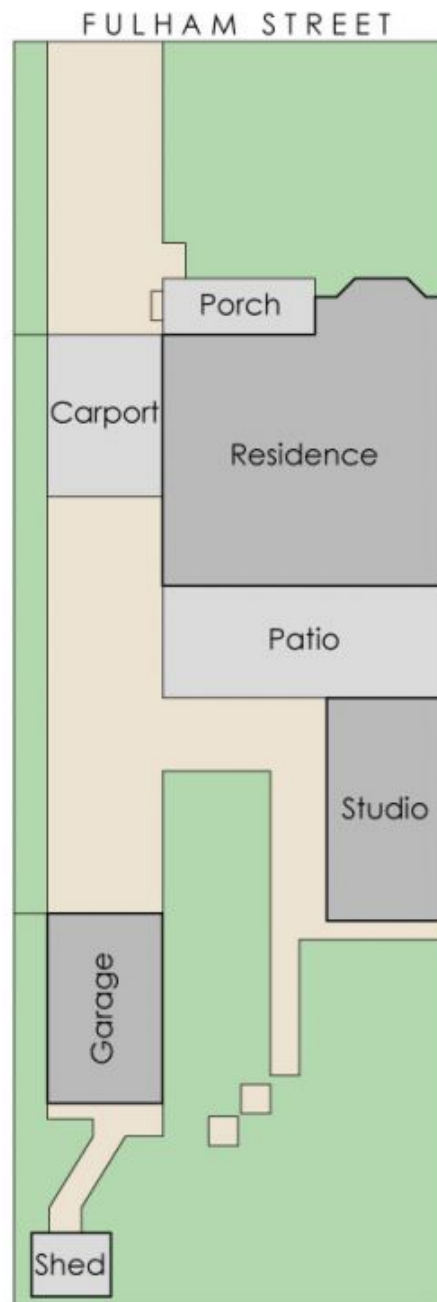 FULHAM STREET
Porch
Carport
Residence
Patio
Studio
Garage
Shed